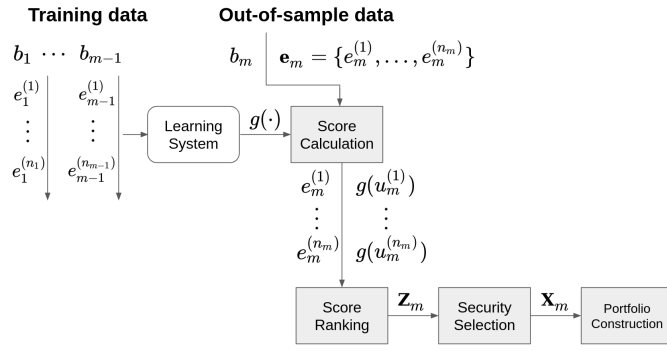 Training data
Out-of-sample data
b_1 ⋯ b_{m−1}
b_m e_m = {e_m^{(1)}, …, e_m^{(n_m)}}
e_1^{(1)} e_{m−1}^{(1)}
⋮ ⋮
e_1^{(n_1)} e_{m−1}^{(n_{m−1})}
Learning
System
g(·)
Score
Calculation
e_m^{(1)} g(u_m^{(1)})
⋮ ⋮
e_m^{(n_m)} g(u_m^{(n_m)})
Score
Ranking
Z_m
Security
Selection
X_m
Portfolio
Construction